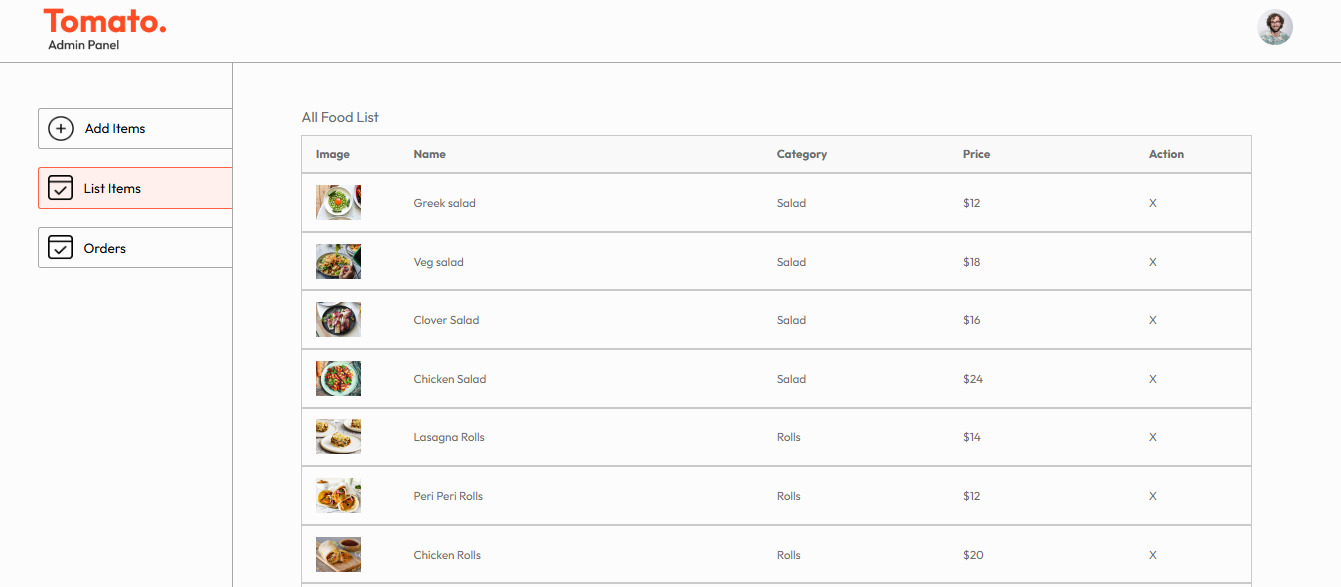 Tomato.
Admin Panel
Add Items
List Items
Orders
All Food List
Image Name Category Price Action
Greek salad Salad $12 X
Veg salad Salad $18 X
Clover Salad Salad $16 X
Chicken Salad Salad $24 X
Lasagna Rolls Rolls $14 X
Peri Peri Rolls Rolls $12 X
Chicken Rolls Rolls $20 X